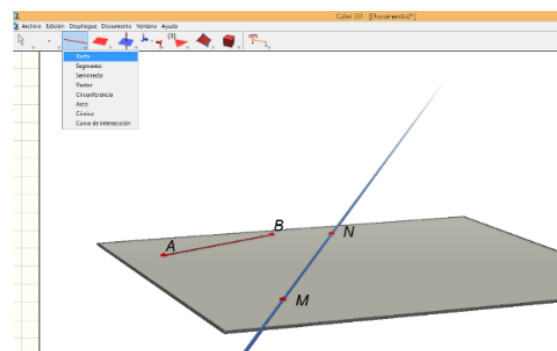 Cabri 3D - [Documento2*]
Archivo Edición Despliegue Documento Ventana Ayuda
Recta
Segmento
Semirrecta
Vector
Circunferencia
Arco
Cónica
Curva de intersección
B
A
N
M